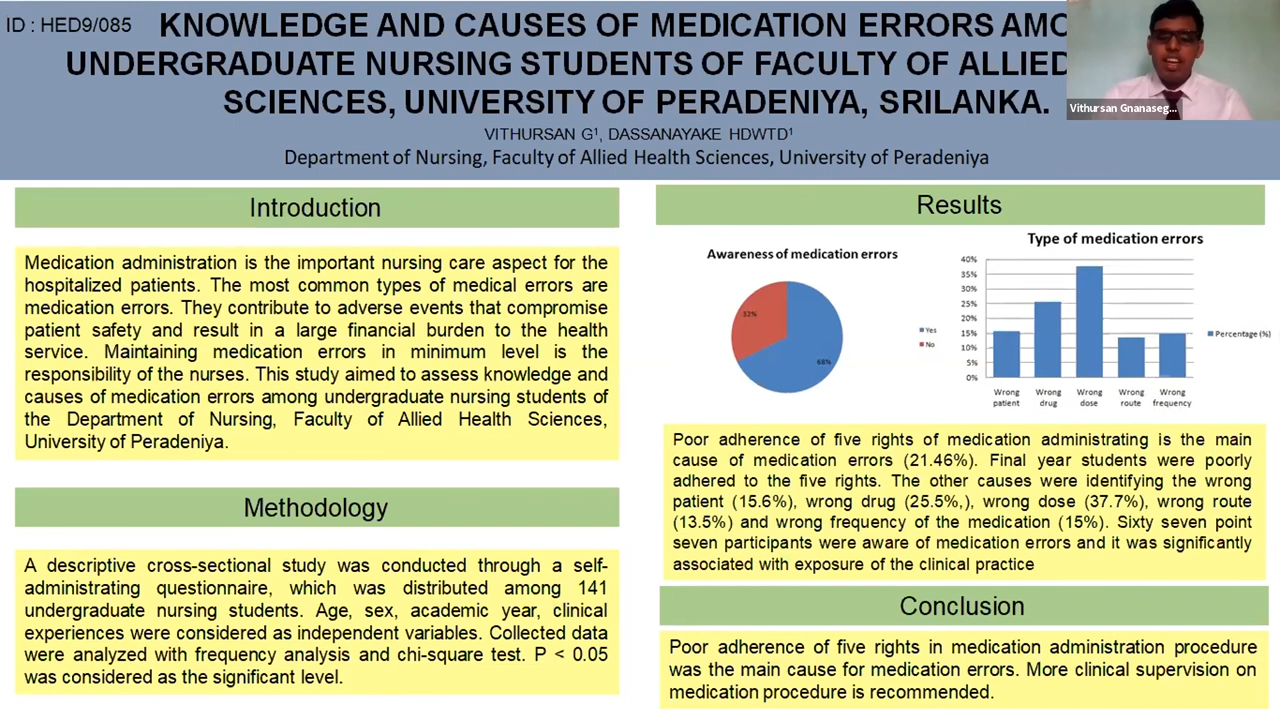 ID : HED9/085
KNOWLEDGE AND CAUSES OF MEDICATION ERRORS AMO
UNDERGRADUATE NURSING STUDENTS OF FACULTY OF ALLIED
SCIENCES, UNIVERSITY OF PERADENIYA, SRILANKA.
VITHURSAN G¹, DASSANAYAKE HDWTD¹
Department of Nursing, Faculty of Allied Health Sciences, University of Peradeniya
Vithursan Gnanaseg...
Introduction
Medication administration is the important nursing care aspect for the
hospitalized patients. The most common types of medical errors are
medication errors. They contribute to adverse events that compromise
patient safety and result in a large financial burden to the health
service. Maintaining medication errors in minimum level is the
responsibility of the nurses. This study aimed to assess knowledge and
causes of medication errors among undergraduate nursing students of
the Department of Nursing, Faculty of Allied Health Sciences,
University of Peradeniya.
Methodology
A descriptive cross-sectional study was conducted through a self-
administrating questionnaire, which was distributed among 141
undergraduate nursing students. Age, sex, academic year, clinical
experiences were considered as independent variables. Collected data
were analyzed with frequency analysis and chi-square test. P < 0.05
was considered as the significant level.
Results
Awareness of medication errors
32%
68%
Yes
No
Type of medication errors
40%
35%
30%
25%
20%
15%
10%
5%
0%
Wrong patient
Wrong drug
Wrong dose
Wrong route
Wrong frequency
Percentage (%)
Poor adherence of five rights of medication administrating is the main
cause of medication errors (21.46%). Final year students were poorly
adhered to the five rights. The other causes were identifying the wrong
patient (15.6%), wrong drug (25.5%,), wrong dose (37.7%), wrong route
(13.5%) and wrong frequency of the medication (15%). Sixty seven point
seven participants were aware of medication errors and it was significantly
associated with exposure of the clinical practice
Conclusion
Poor adherence of five rights in medication administration procedure
was the main cause for medication errors. More clinical supervision on
medication procedure is recommended.